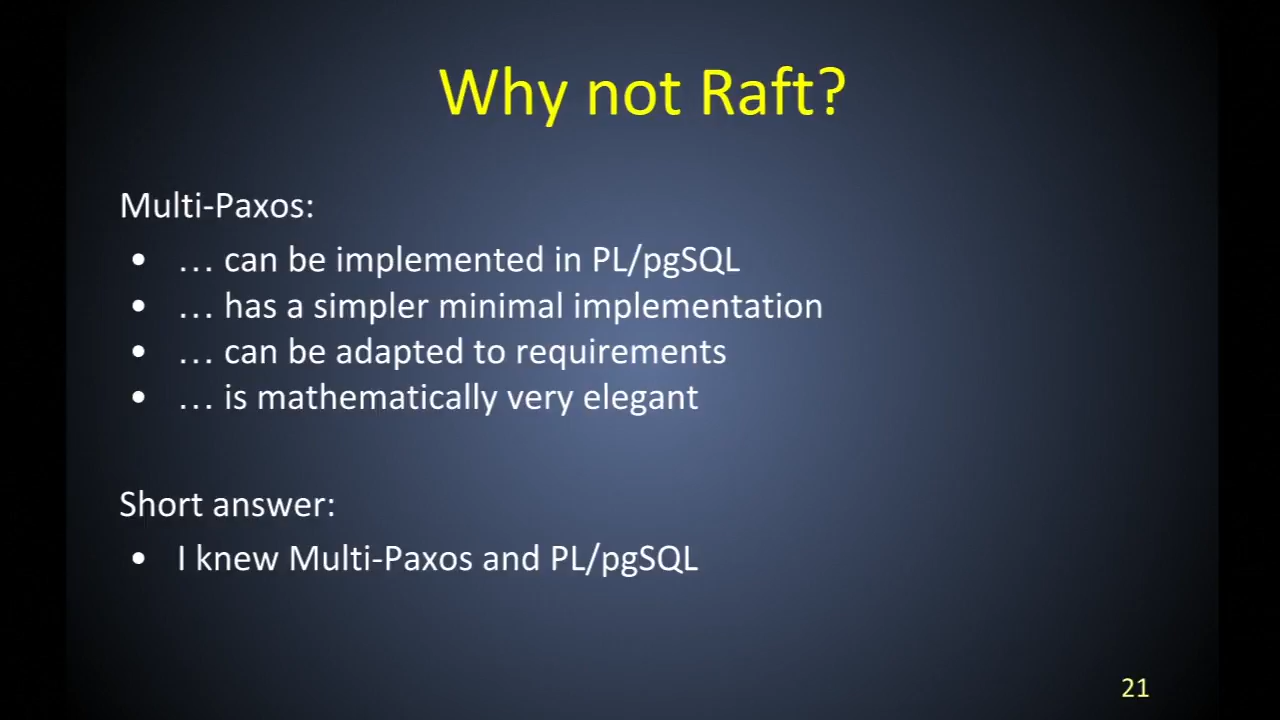 Why not Raft?
Multi-Paxos:
• … can be implemented in PL/pgSQL
• … has a simpler minimal implementation
• … can be adapted to requirements
• … is mathematically very elegant
Short answer:
• I knew Multi-Paxos and PL/pgSQL
21